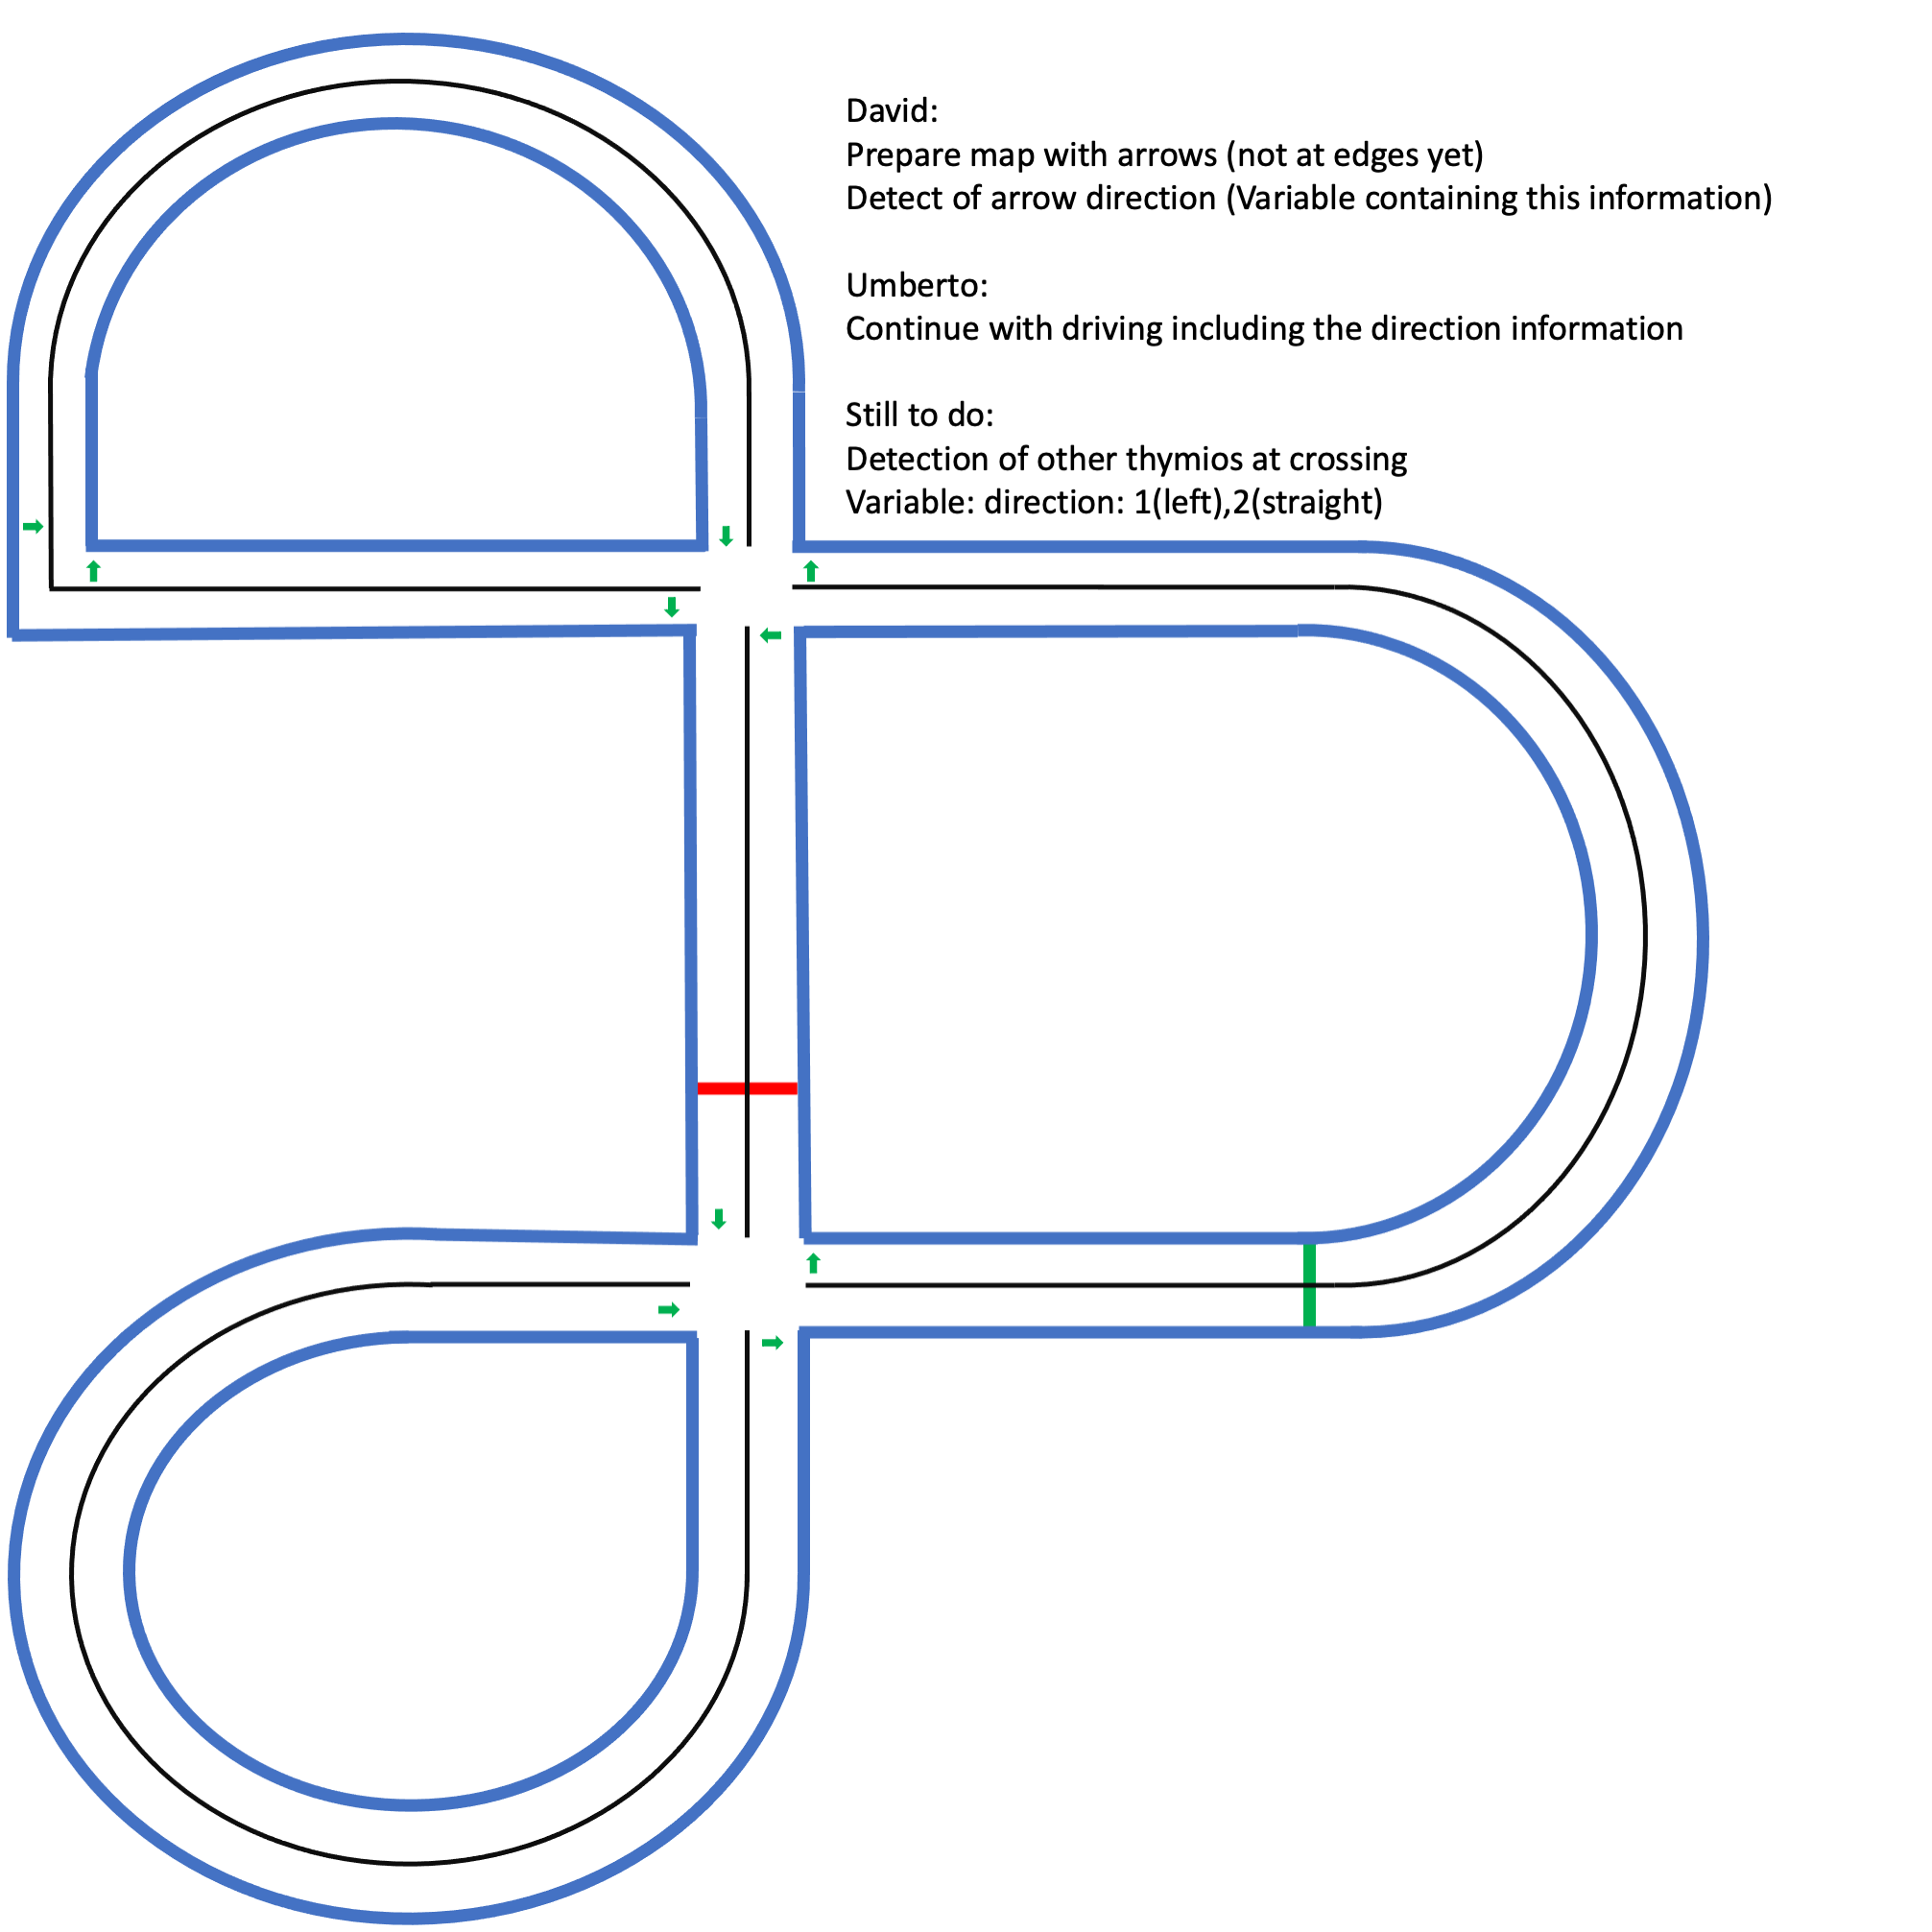 David:
Prepare map with arrows (not at edges yet)
Detect of arrow direction (Variable containing this information)
Umberto:
Continue with driving including the direction information
Still to do:
Detection of other thymios at crossing
Variable: direction: 1(left),2(straight)